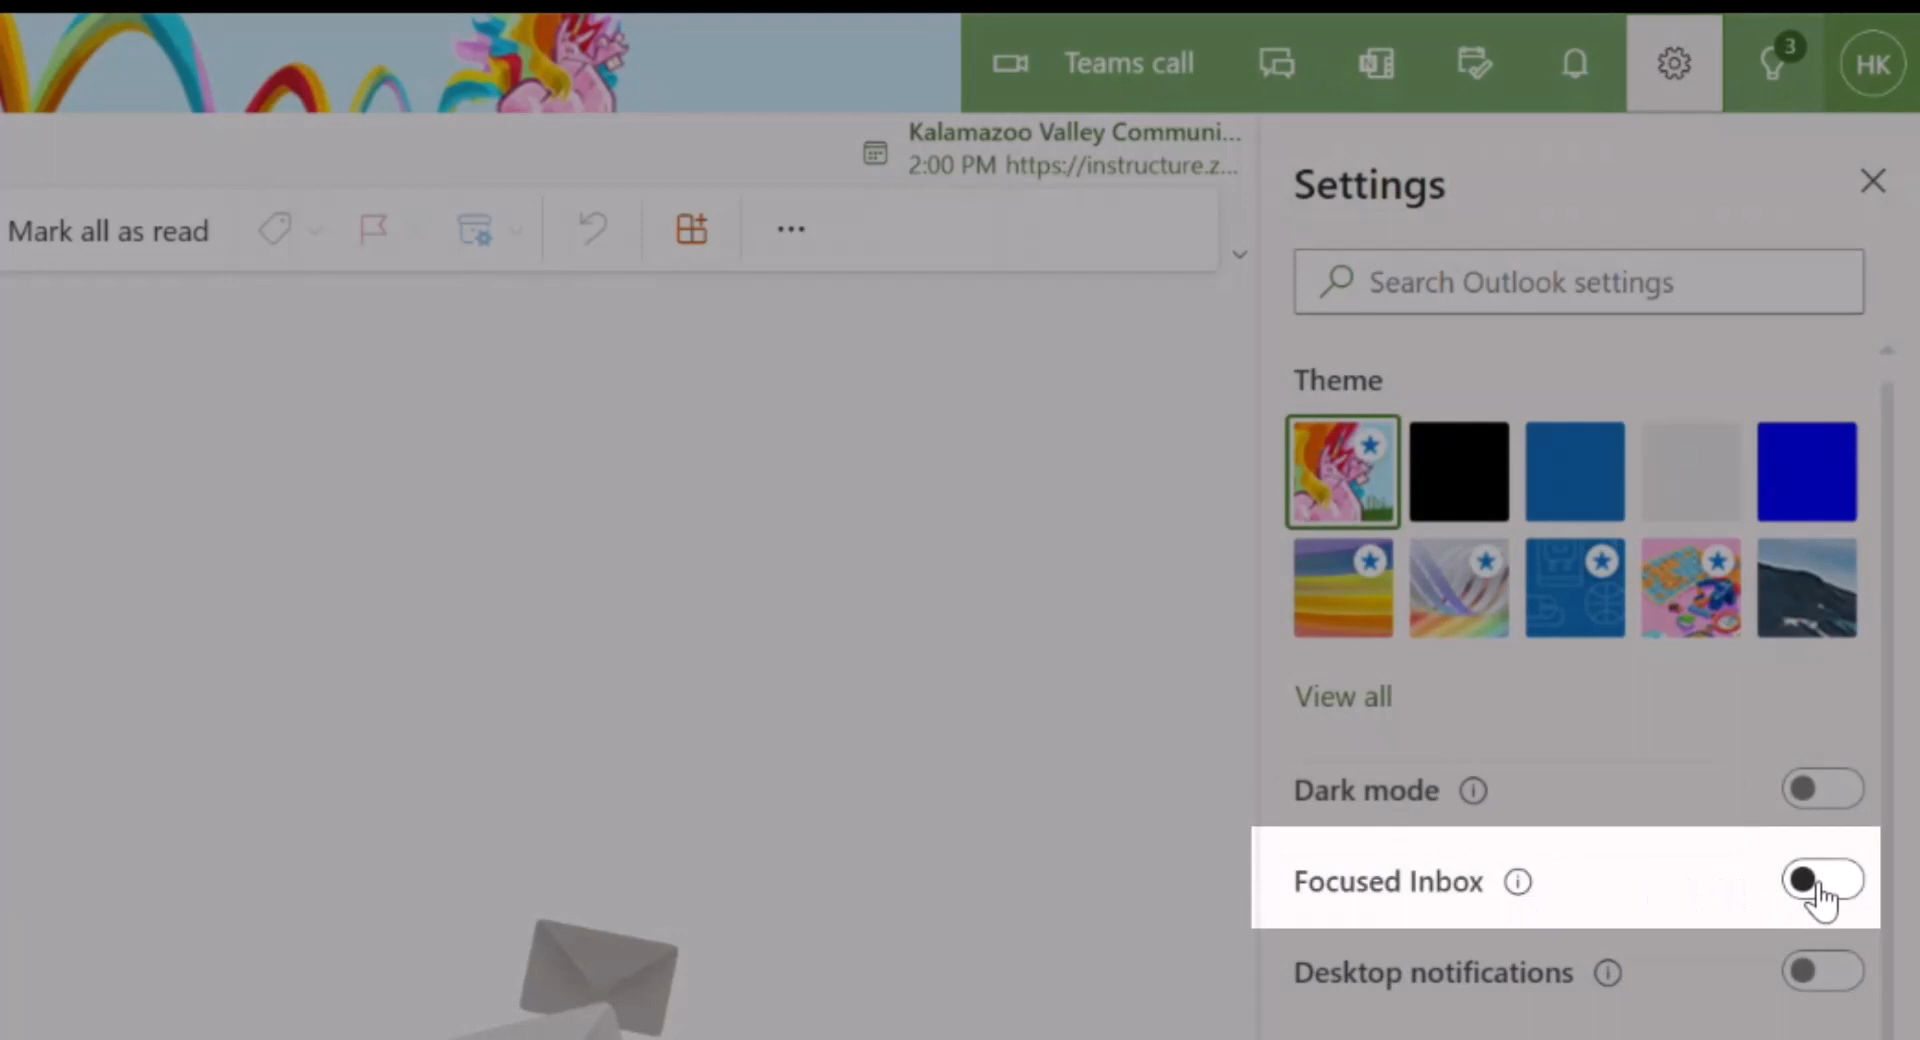 Teams call
3
HK
Kalamazoo Valley Communi...
2:00 PM https://instructure.z...
Mark all as read
Settings
Search Outlook settings
Theme
View all
Dark mode
Focused Inbox
Desktop notifications